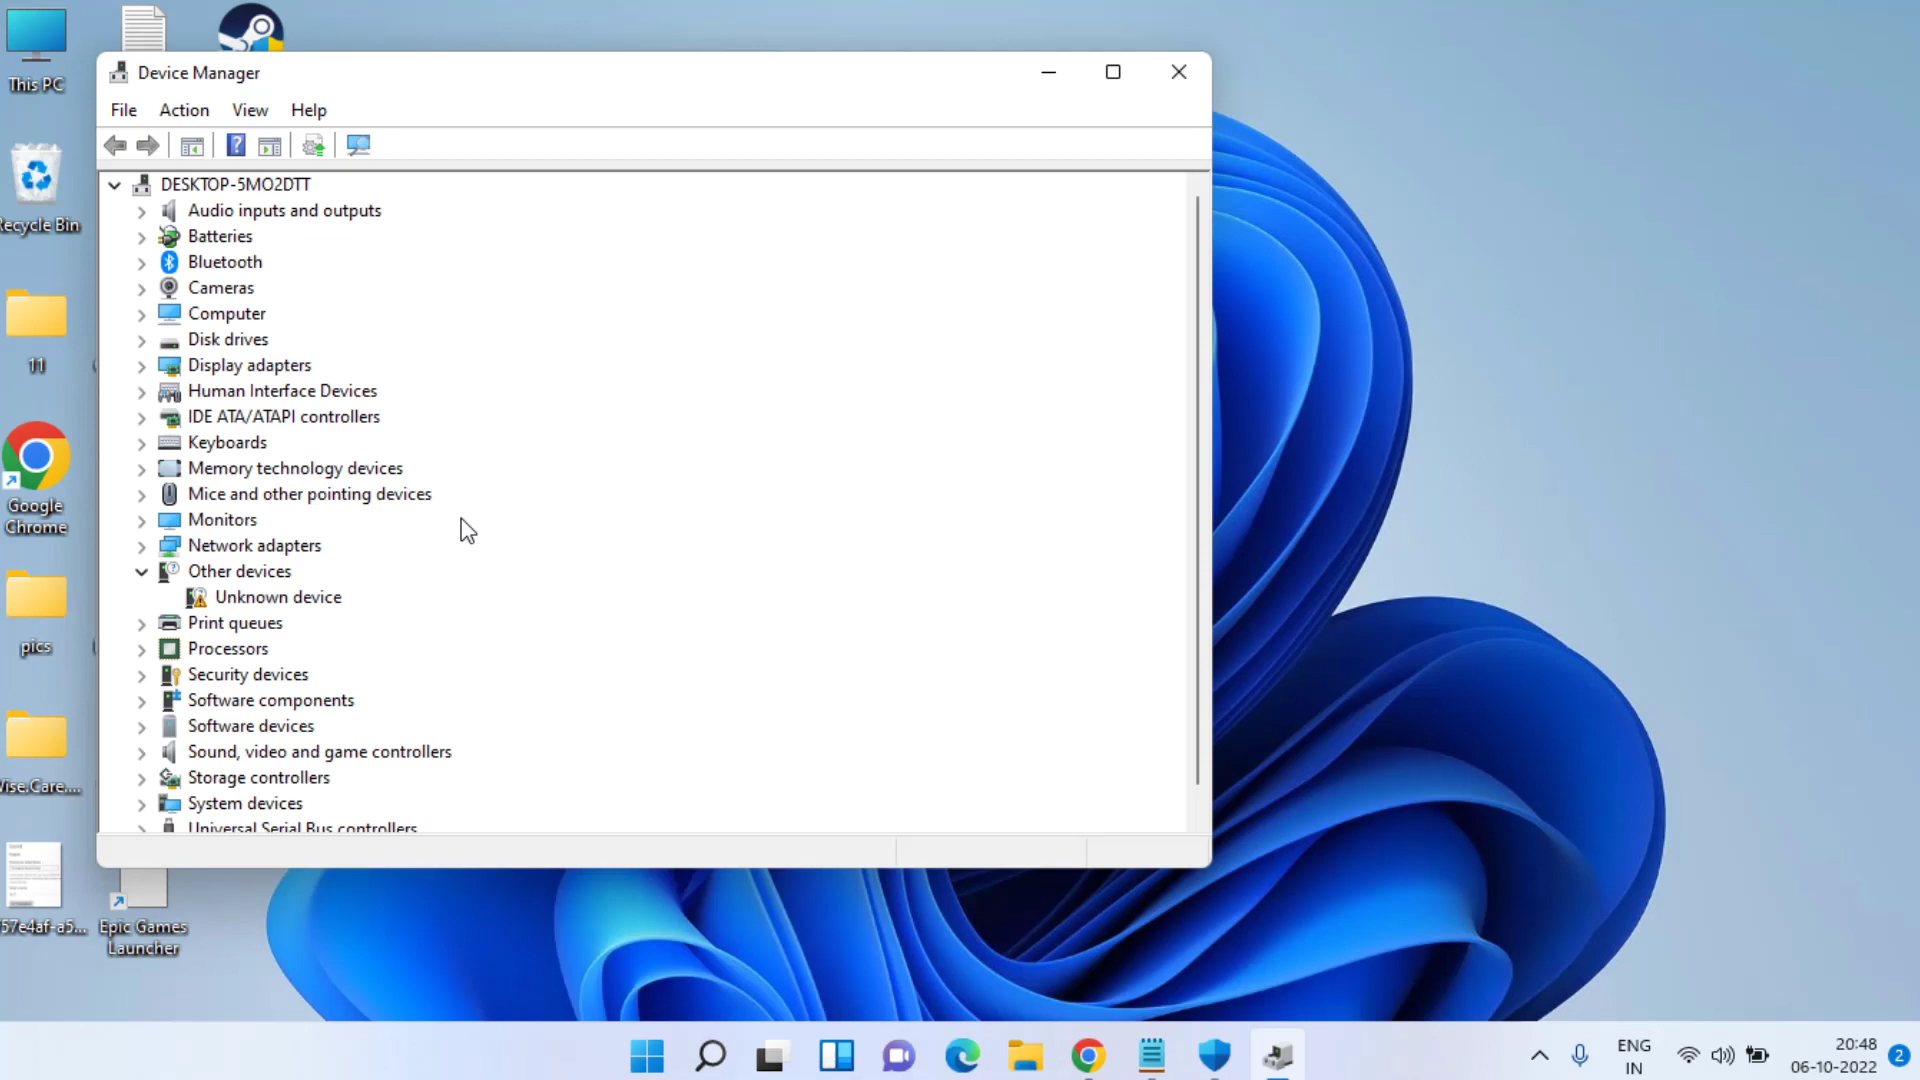 This PC
Recycle Bin
11
Google
Chrome
pics
Wise.Care....
57e4af-a5...
Epic Games
Launcher
Device Manager
File Action View Help
DESKTOP-5MO2DTT
Audio inputs and outputs
Batteries
Bluetooth
Cameras
Computer
Disk drives
Display adapters
Human Interface Devices
IDE ATA/ATAPI controllers
Keyboards
Memory technology devices
Mice and other pointing devices
Monitors
Network adapters
Other devices
Unknown device
Print queues
Processors
Security devices
Software components
Software devices
Sound, video and game controllers
Storage controllers
System devices
Universal Serial Bus controllers
ENG
IN
20:48
06-10-2022
2